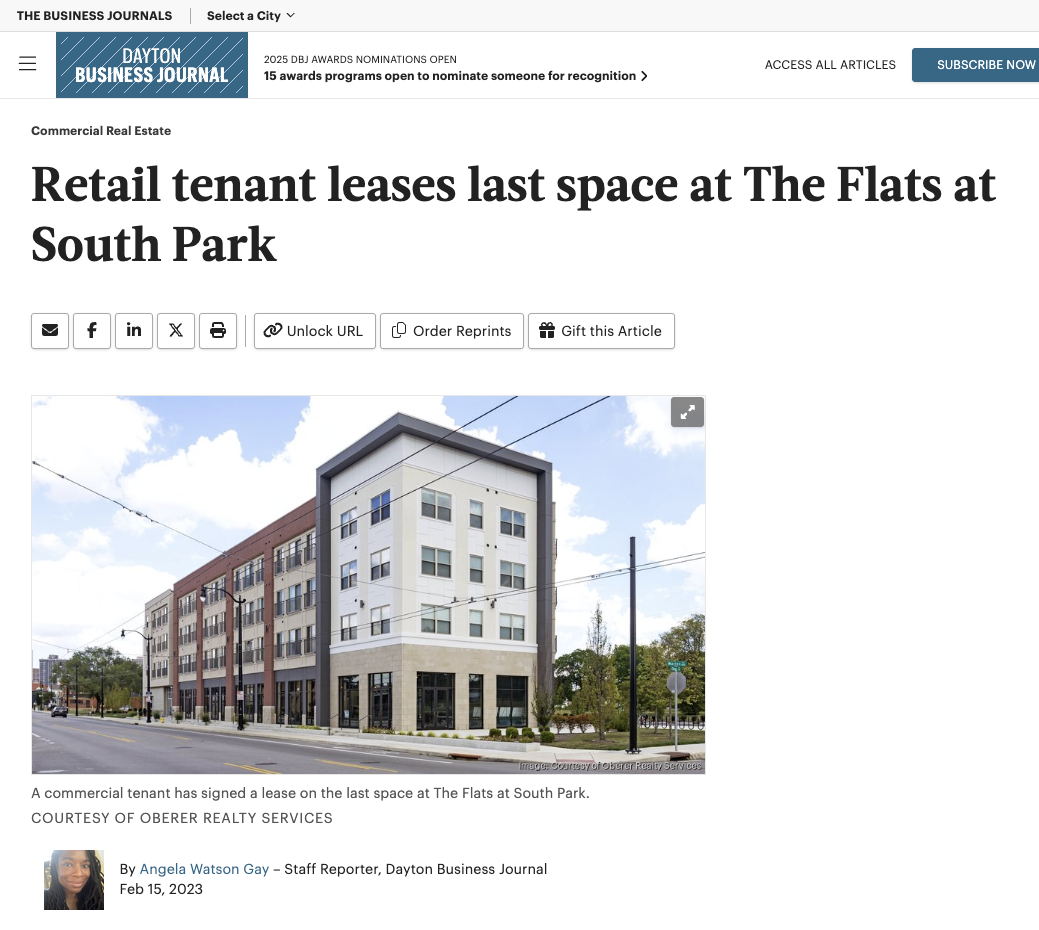 THE BUSINESS JOURNALS
Select a City
DAYTON
BUSINESS JOURNAL
2025 DBJ AWARDS NOMINATIONS OPEN
15 awards programs open to nominate someone for recognition
ACCESS ALL ARTICLES
SUBSCRIBE NOW
Commercial Real Estate
Retail tenant leases last space at The Flats at
South Park
Unlock URL
Order Reprints
Gift this Article
Image: Courtesy of Oberer Realty Services
A commercial tenant has signed a lease on the last space at The Flats at South Park.
COURTESY OF OBERER REALTY SERVICES
By Angela Watson Gay – Staff Reporter, Dayton Business Journal
Feb 15, 2023